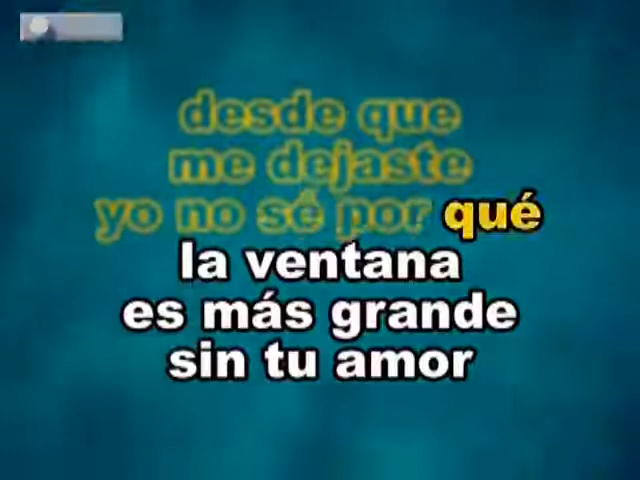 desde que
me dejaste
yo no sé por qué
la ventana
es más grande
sin tu amor